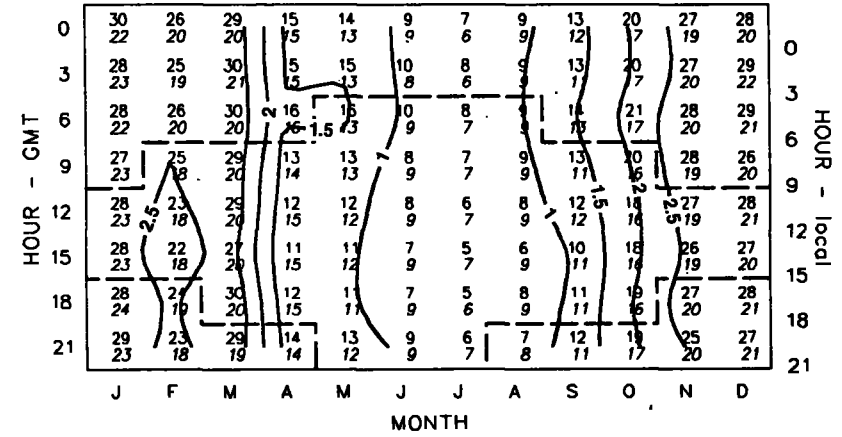 30 26 29 15 14 9 7 9 13 20 27 28
0 22 20 20 15 13 9 6 9 12 17 19 20 0
28 25 30 5 15 10 8 9 13 20 27 29
3 23 19 21 15 13 8 6 9 11 17 20 22 3
28 26 30 2 16 16 10 8 9 14 21 28 29
6 22 20 20 16 1.5 13 9 7 9 13 17 20 21 6
27 25 29 13 13 8 7 9 13 20 28 26
9 23 18 20 14 13 1 9 7 9 11 16 19 20 9
2.5 1.5 2 2.5
28 23 29 12 12 8 6 8 12 18 27 28
12 23 18 20 15 12 9 7 9 1 12 16 19 21 12
28 22 27 11 11 7 5 6 10 18 26 27
15 23 18 20 15 12 9 7 9 11 16 19 20 15
28 24 30 12 11 7 5 8 11 19 27 28
18 24 19 20 15 11 9 6 9 11 16 20 21 18
29 23 29 14 13 9 6 7 12 19 25 27
21 23 18 19 14 12 9 7 8 11 17 20 21 21
HOUR - GMT
HOUR - local
J F M A M J J A S O N D
MONTH